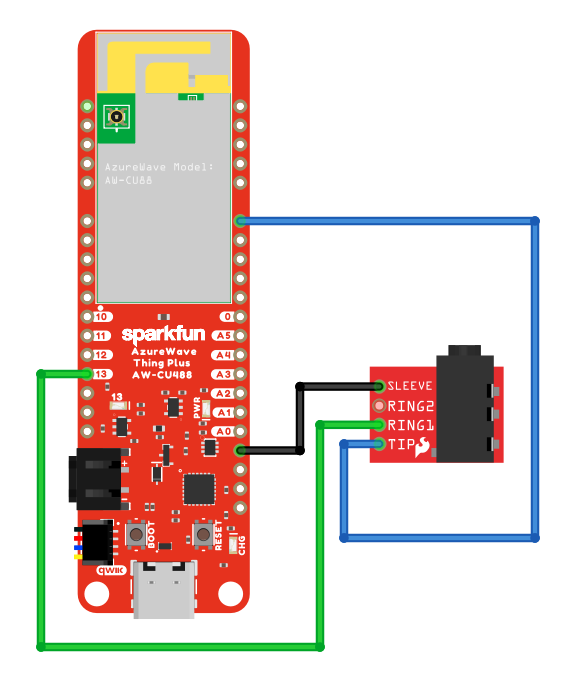 AzureWave Model:
AW-CU88
10
0
sparkfun
11
A5
AzureWave
Thing Plus
AW-CU488
12
A4
13
A3
SLEEVE
13
PWR
A2
RING2
A1
RING1
A0
TIP
+
BOOT
RESET
CHG
qwiic